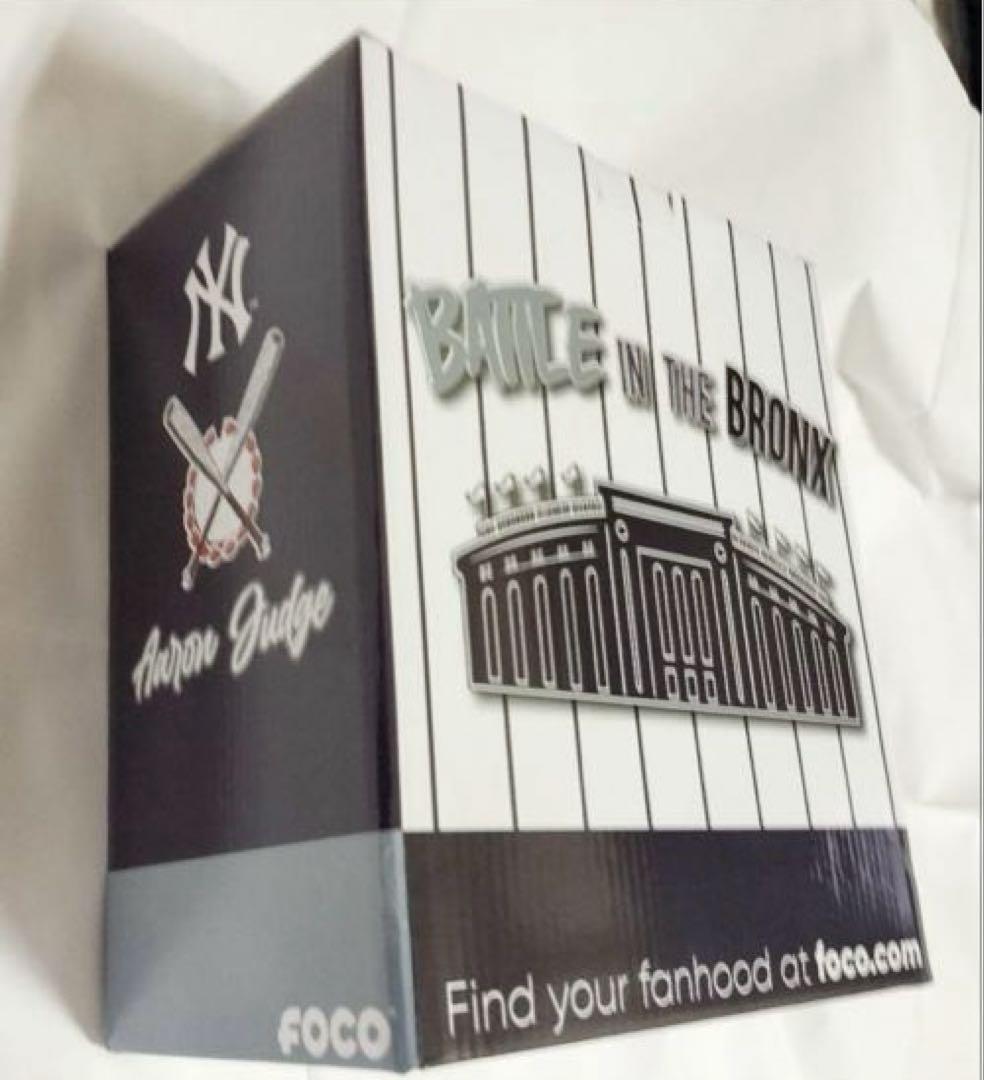 NY
Aaron Judge
FOCO
BATTLE IN THE BRONX
Find your fanhood at foco.com